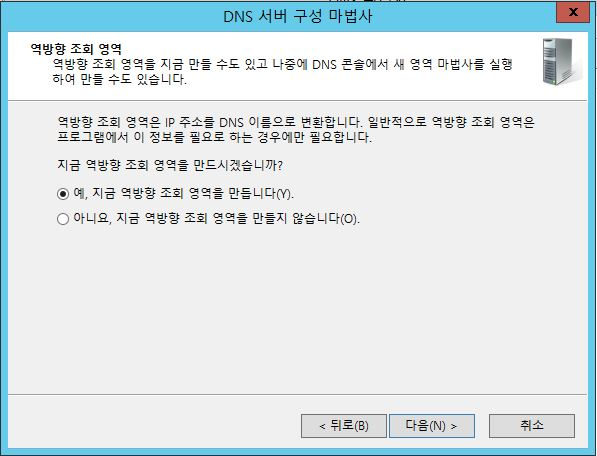 DNS 서버 구성 마법사
x
역방향 조회 영역
역방향 조회 영역을 지금 만들 수도 있고 나중에 DNS 콘솔에서 새 영역 마법사를 실행
하여 만들 수도 있습니다.
역방향 조회 영역은 IP 주소를 DNS 이름으로 변환합니다. 일반적으로 역방향 조회 영역은
프로그램에서 이 정보를 필요로 하는 경우에만 필요합니다.
지금 역방향 조회 영역을 만드시겠습니까?
예, 지금 역방향 조회 영역을 만듭니다(Y).
아니요, 지금 역방향 조회 영역을 만들지 않습니다(O).
< 뒤로(B) 다음(N) > 취소